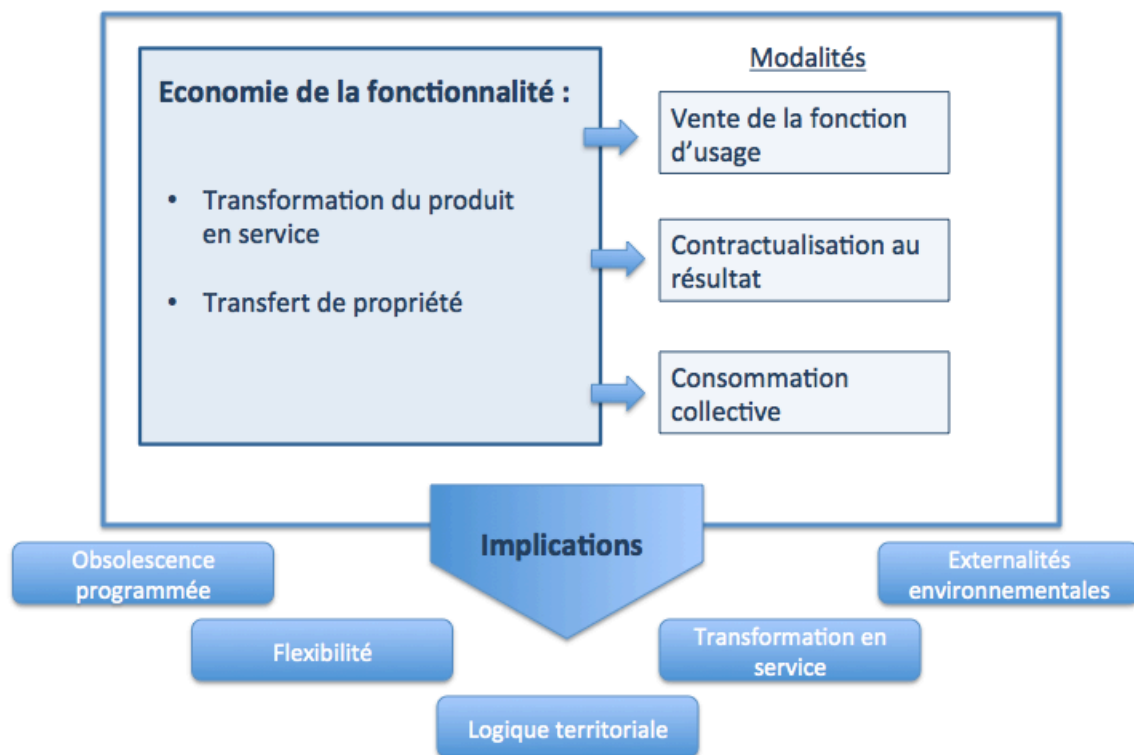 Economie de la fonctionnalité :
• Transformation du produit
en service
• Transfert de propriété
Modalités
Vente de la fonction
d'usage
Contractualisation au
résultat
Consommation
collective
Implications
Obsolescence
programmée
Flexibilité
Logique territoriale
Transformation en
service
Externalités
environnementales